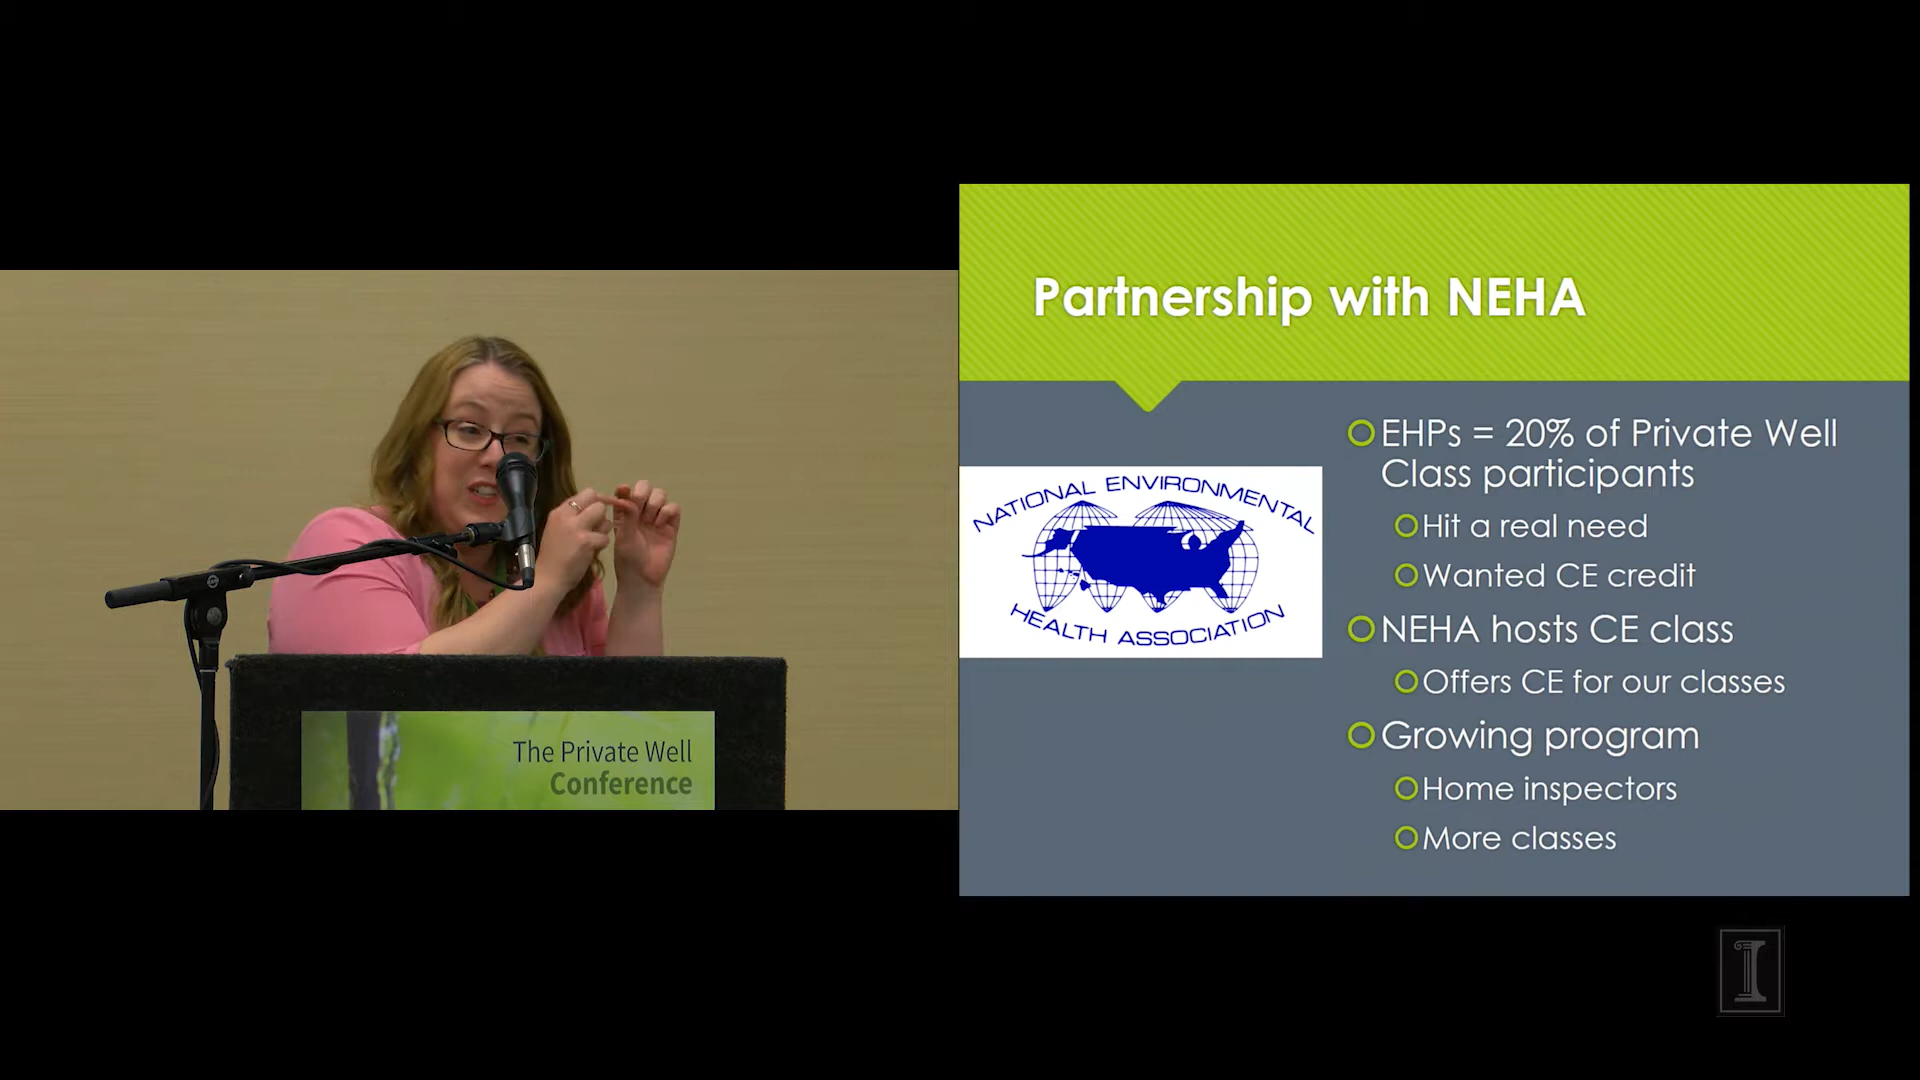 Partnership with NEHA
NATIONAL ENVIRONMENTAL
HEALTH ASSOCIATION
EHPs = 20% of Private Well
Class participants
Hit a real need
Wanted CE credit
NEHA hosts CE class
Offers CE for our classes
Growing program
Home inspectors
More classes
The Private Well
Conference
I